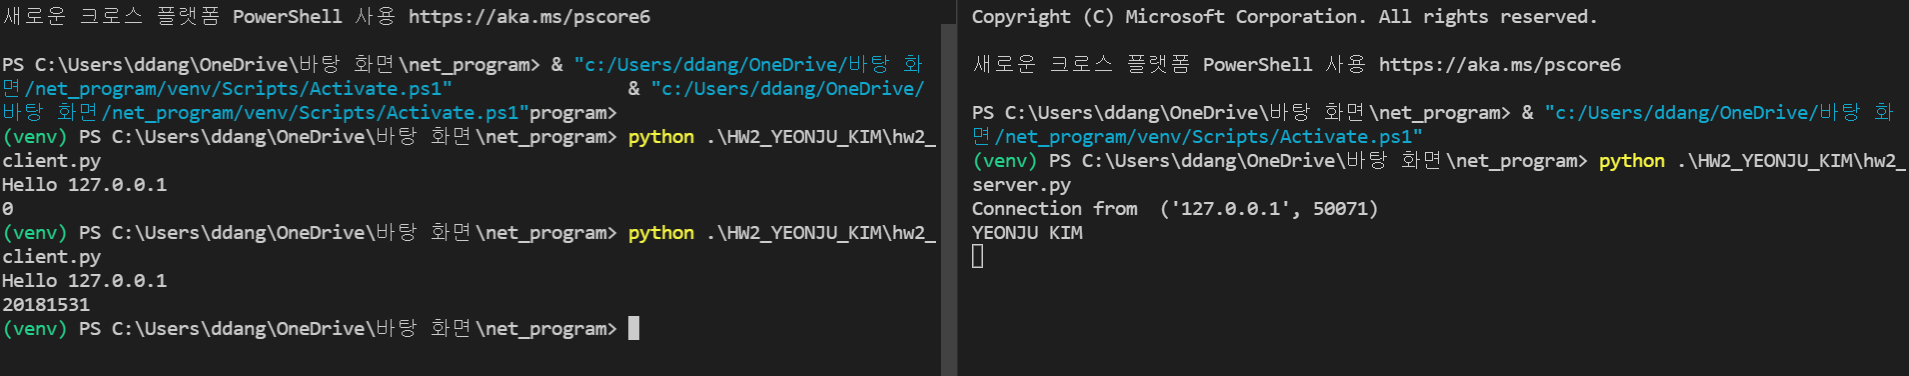 새로운 크로스 플랫폼 PowerShell 사용 https://aka.ms/pscore6
PS C:\Users\ddang\OneDrive\바탕 화면\net_program> & "c:/Users/ddang/OneDrive/바탕 화
면/net_program/venv/Scripts/Activate.ps1" & "c:/Users/ddang/OneDrive/
바탕 화면/net_program/venv/Scripts/Activate.ps1"program>
(venv) PS C:\Users\ddang\OneDrive\바탕 화면\net_program> python .\HW2_YEONJU_KIM\hw2_
client.py
Hello 127.0.0.1
0
(venv) PS C:\Users\ddang\OneDrive\바탕 화면\net_program> python .\HW2_YEONJU_KIM\hw2_
client.py
Hello 127.0.0.1
20181531
(venv) PS C:\Users\ddang\OneDrive\바탕 화면\net_program>
Copyright (C) Microsoft Corporation. All rights reserved.
새로운 크로스 플랫폼 PowerShell 사용 https://aka.ms/pscore6
PS C:\Users\ddang\OneDrive\바탕 화면\net_program> & "c:/Users/ddang/OneDrive/바탕 화
면/net_program/venv/Scripts/Activate.ps1"
(venv) PS C:\Users\ddang\OneDrive\바탕 화면\net_program> python .\HW2_YEONJU_KIM\hw2_
server.py
Connection from  ('127.0.0.1', 50071)
YEONJU KIM